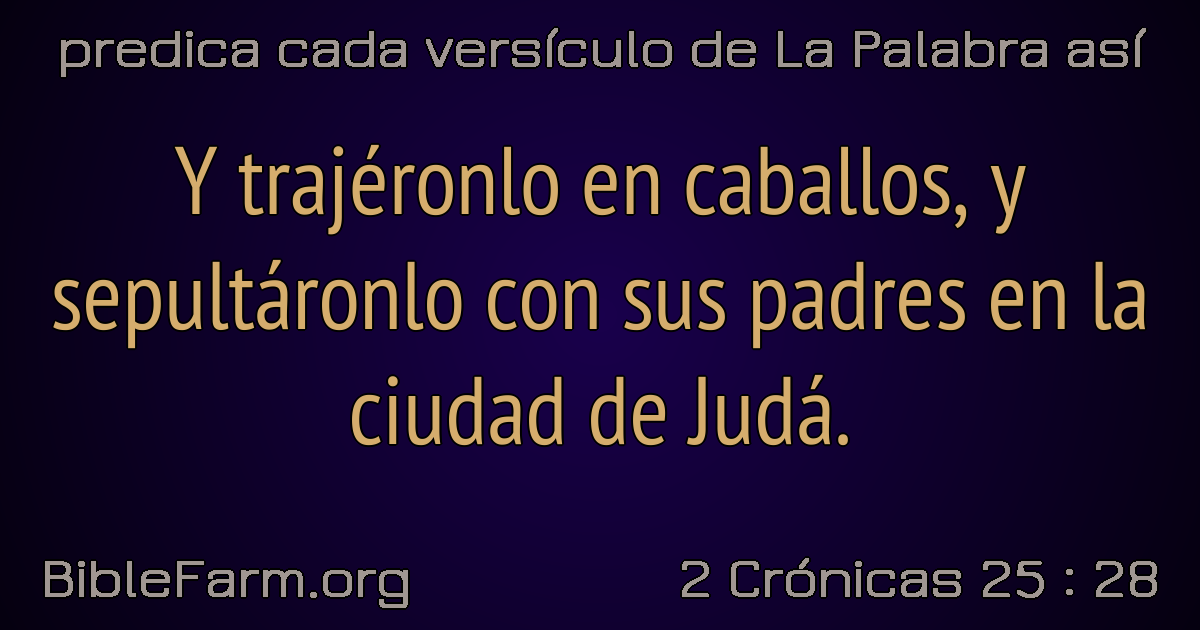 predica cada versículo de La Palabra así
Y trajéronlo en caballos, y
sepultáronlo con sus padres en la
ciudad de Judá.
BibleFarm.org
2 Crónicas 25 : 28